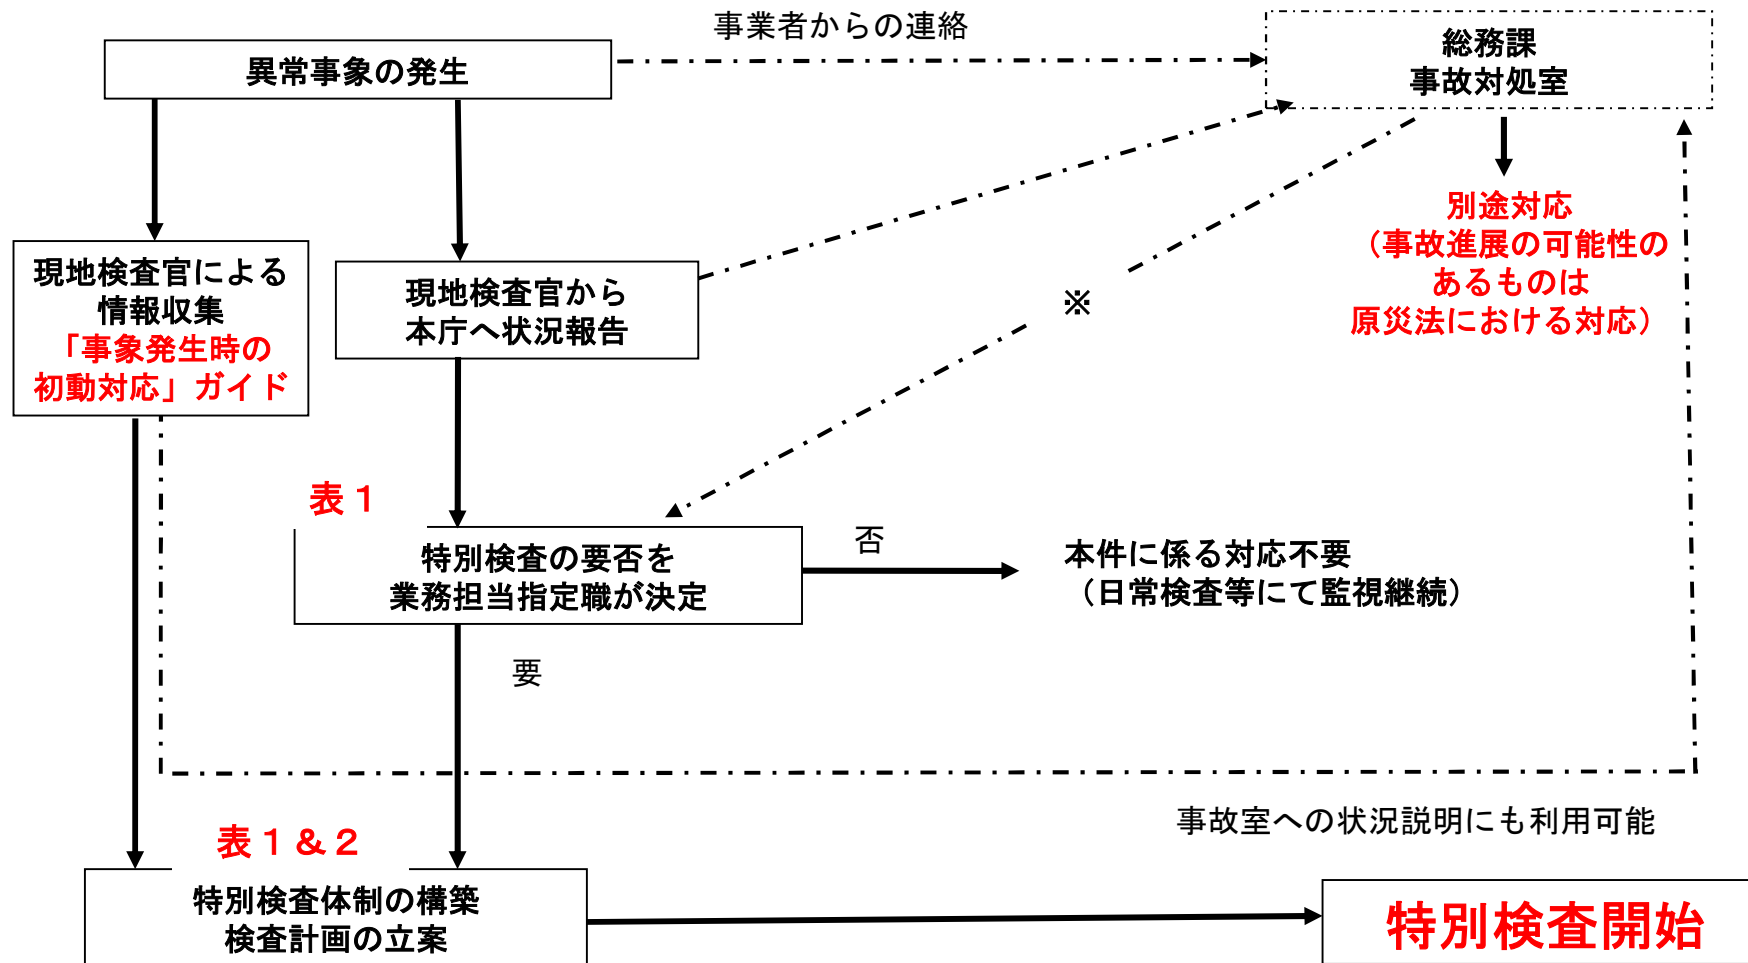 事業者からの連絡
異常事象の発生
総務課
事故対処室
別途対応
（事故進展の可能性の
あるものは
原災法における対応）
現地検査官による
情報収集
「事象発生時の
初動対応」ガイド
現地検査官から
本庁へ状況報告
※
表１
特別検査の要否を
業務担当指定職が決定
否
本件に係る対応不要
（日常検査等にて監視継続）
要
事故室への状況説明にも利用可能
表１＆２
特別検査体制の構築
検査計画の立案
特別検査開始